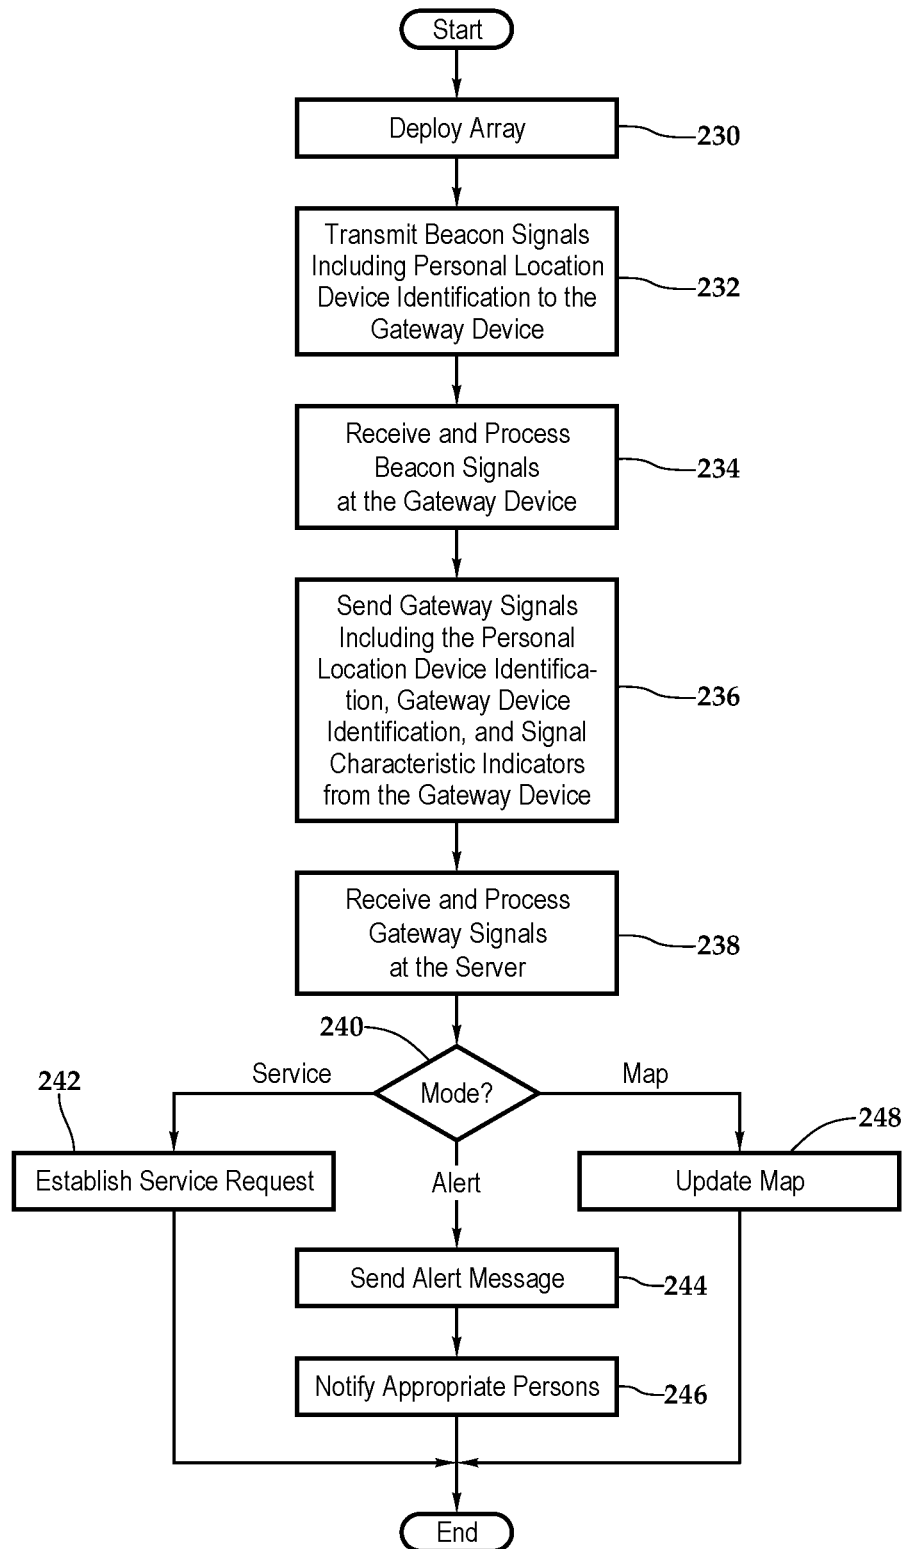 Start
Deploy Array
230
Transmit Beacon Signals
Including Personal Location
Device Identification to the
Gateway Device
232
Receive and Process
Beacon Signals
at the Gateway Device
234
Send Gateway Signals
Including the Personal
Location Device Identifica-
tion, Gateway Device
Identification, and Signal
Characteristic Indicators
from the Gateway Device
236
Receive and Process
Gateway Signals
at the Server
238
240
Mode?
Service
Map
Alert
242
Establish Service Request
248
Update Map
Send Alert Message
244
Notify Appropriate Persons
246
End